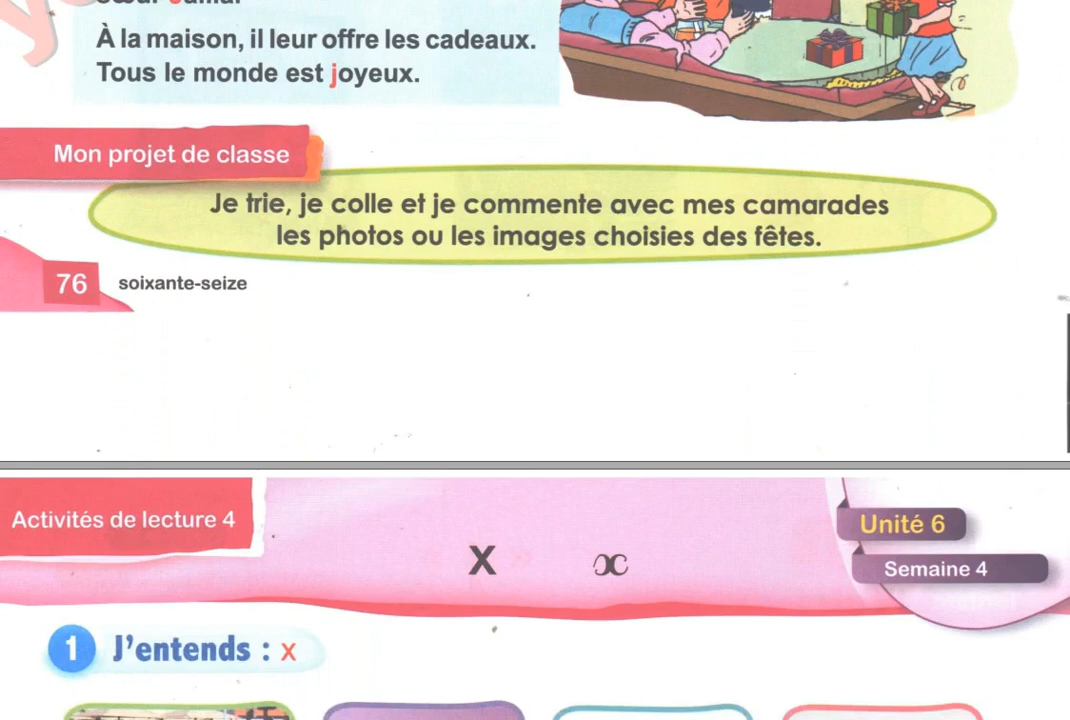 À la maison, il leur offre les cadeaux.
Tous le monde est joyeux.
Mon projet de classe
Je trie, je colle et je commente avec mes camarades
les photos ou les images choisies des fêtes.
76 soixante-seize
Activités de lecture 4
X x
Unité 6
Semaine 4
1 J'entends : x